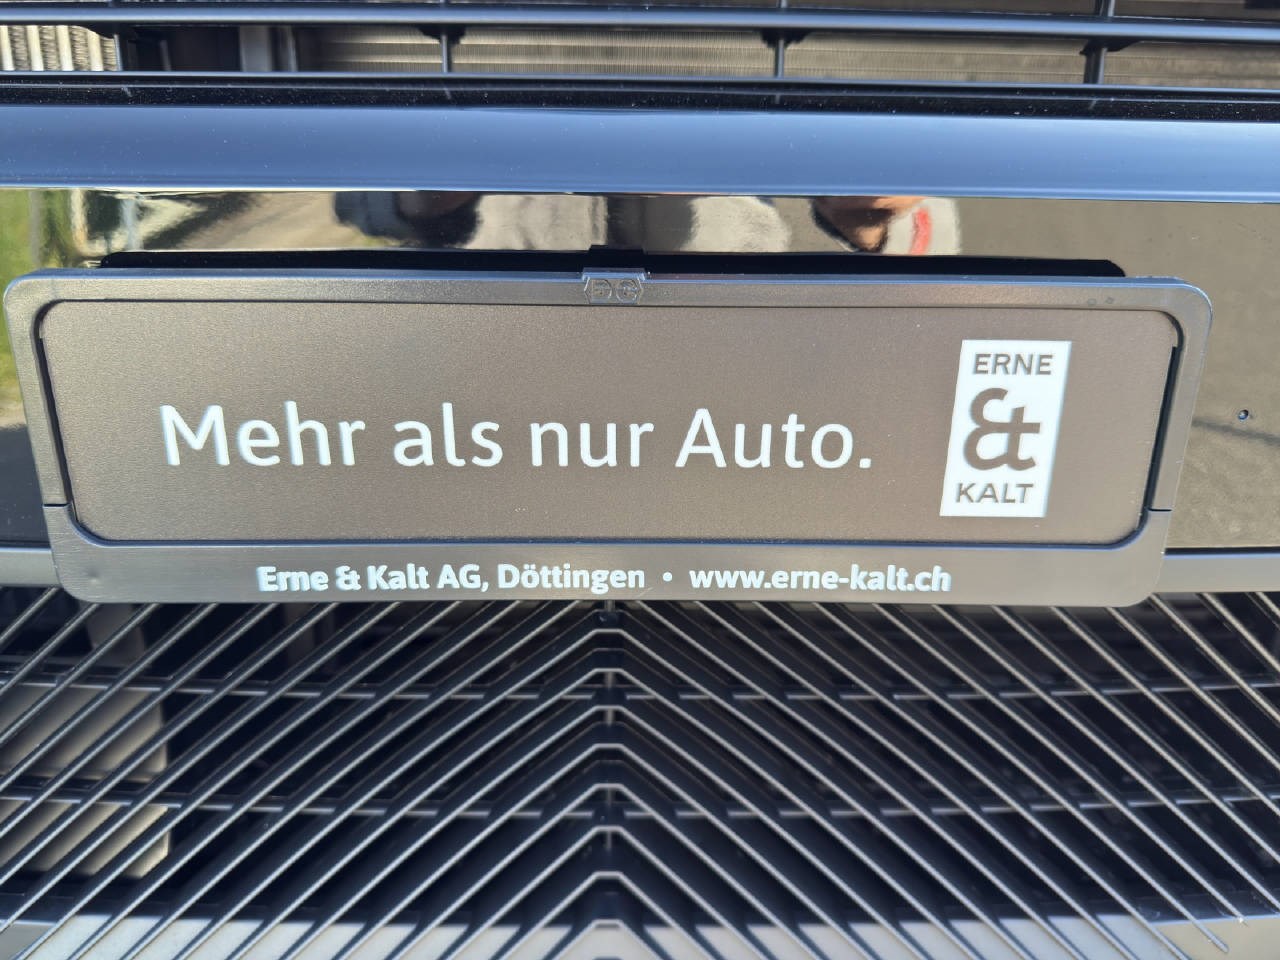 Mehr als nur Auto.
ERNE
&
KALT
Erne & Kalt AG, Döttingen • www.erne-kalt.ch